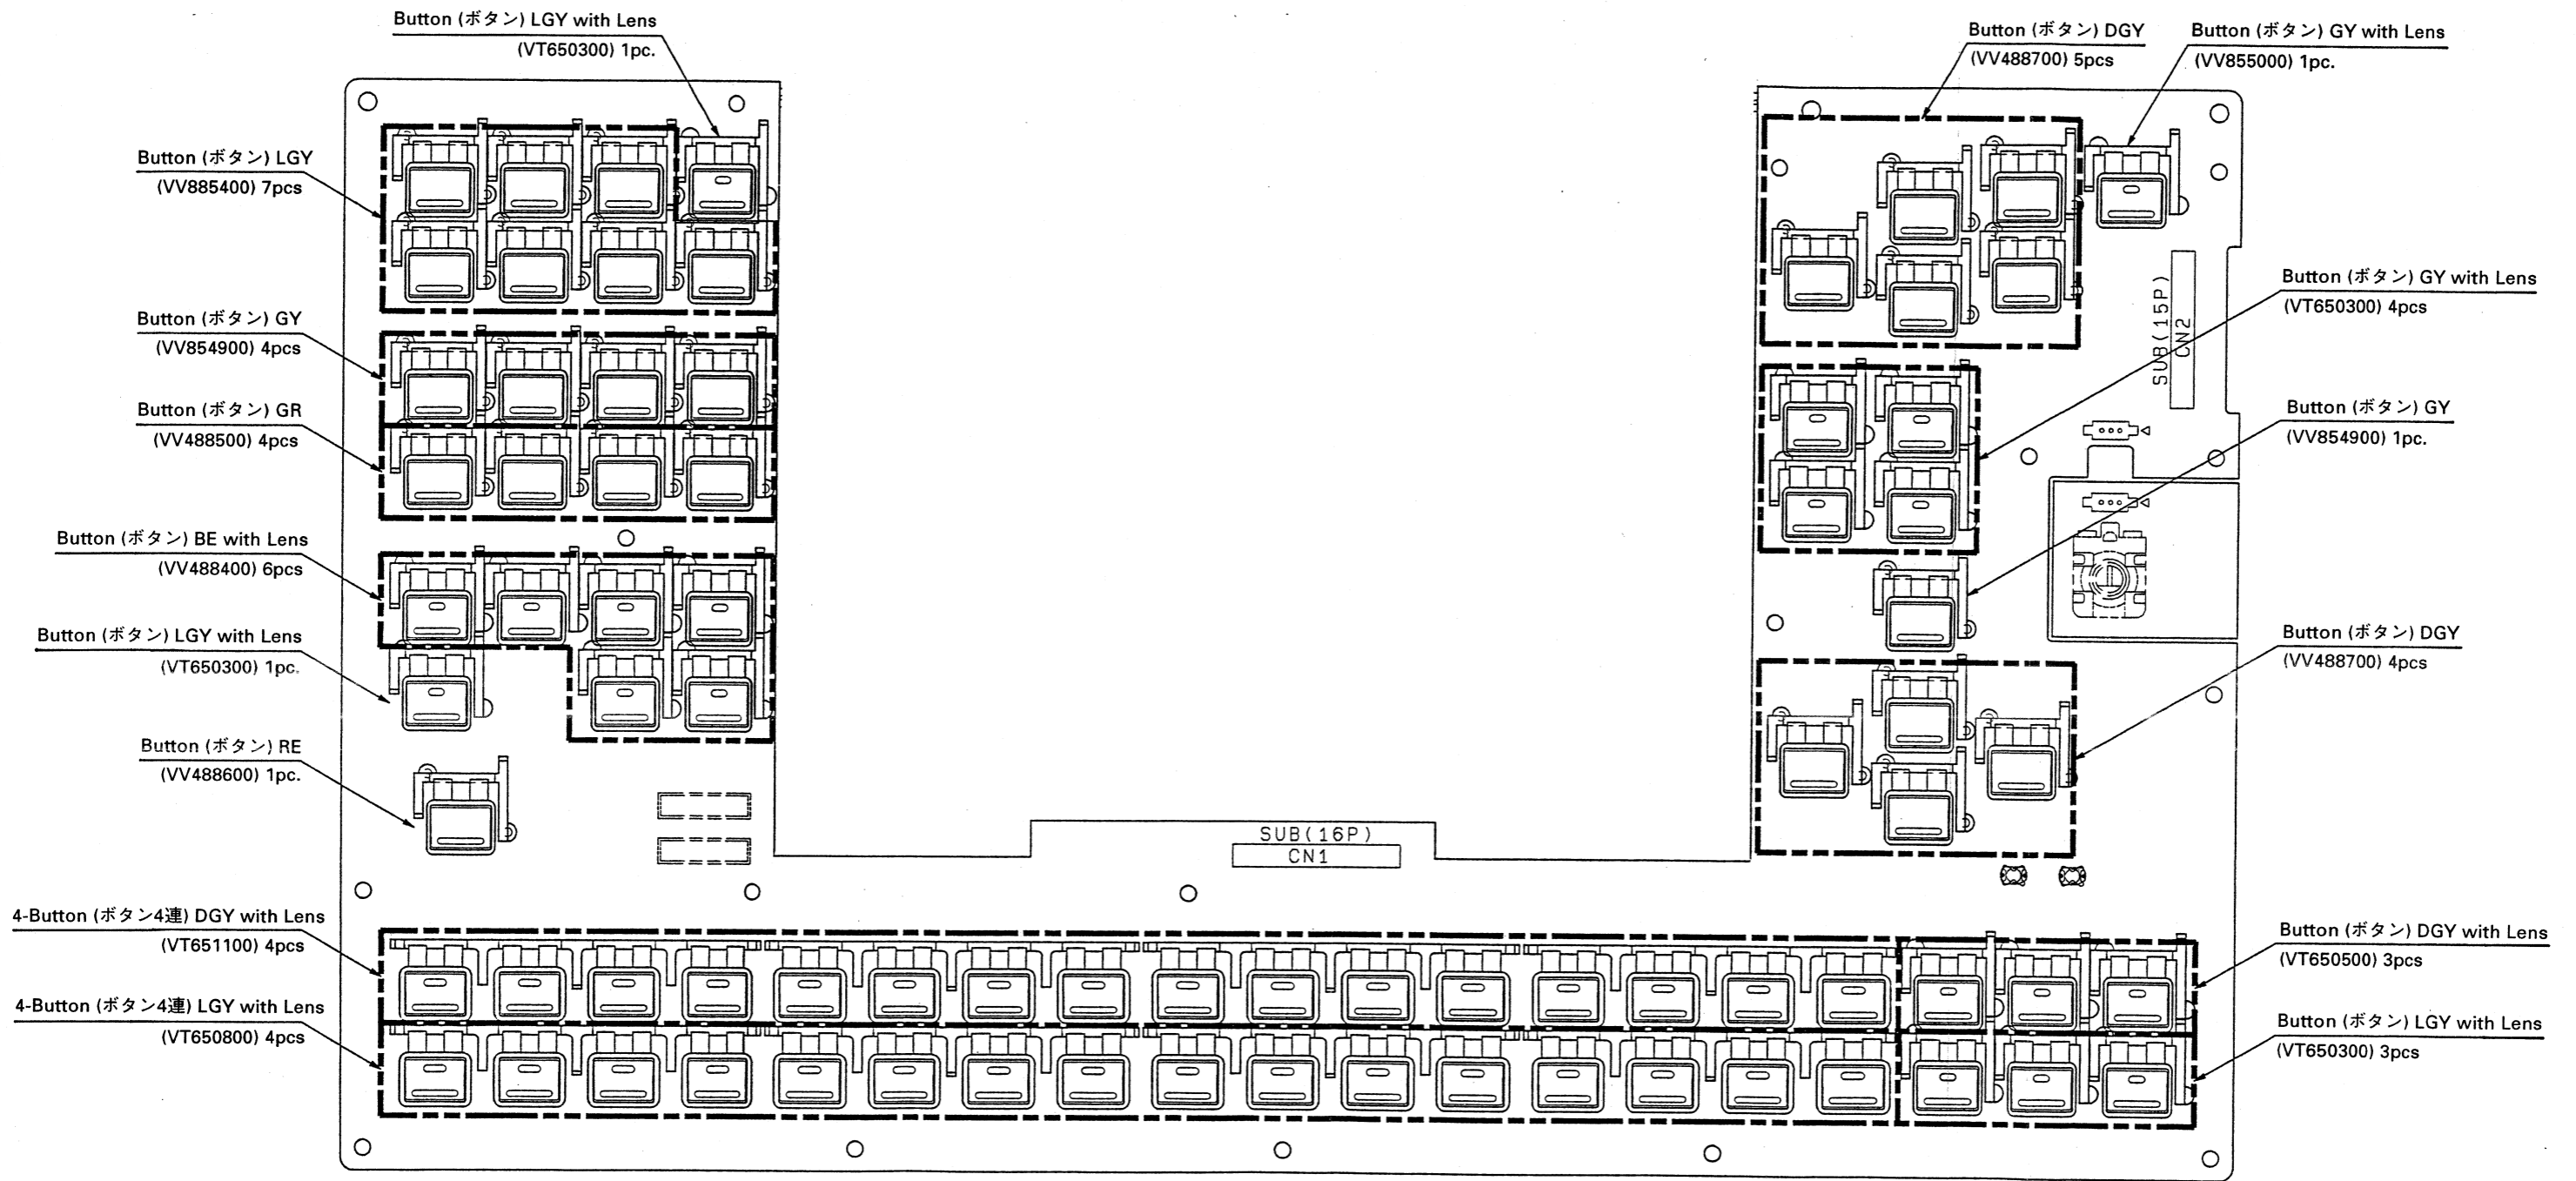 Button (ボタン) LGY with Lens
(VT650300) 1pc.
Button (ボタン) LGY
(VV885400) 7pcs
Button (ボタン) GY
(VV854900) 4pcs
Button (ボタン) GR
(VV488500) 4pcs
Button (ボタン) BE with Lens
(VV488400) 6pcs
Button (ボタン) LGY with Lens
(VT650300) 1pc.
Button (ボタン) RE
(VV488600) 1pc.
4-Button (ボタン4連) DGY with Lens
(VT651100) 4pcs
4-Button (ボタン4連) LGY with Lens
(VT650800) 4pcs
SUB(16P)
CN1
Button (ボタン) DGY
(VV488700) 5pcs
Button (ボタン) GY with Lens
(VV855000) 1pc.
SUB(15P)
CN2
Button (ボタン) GY with Lens
(VT650300) 4pcs
Button (ボタン) GY
(VV854900) 1pc.
Button (ボタン) DGY
(VV488700) 4pcs
Button (ボタン) DGY with Lens
(VT650500) 3pcs
Button (ボタン) LGY with Lens
(VT650300) 3pcs